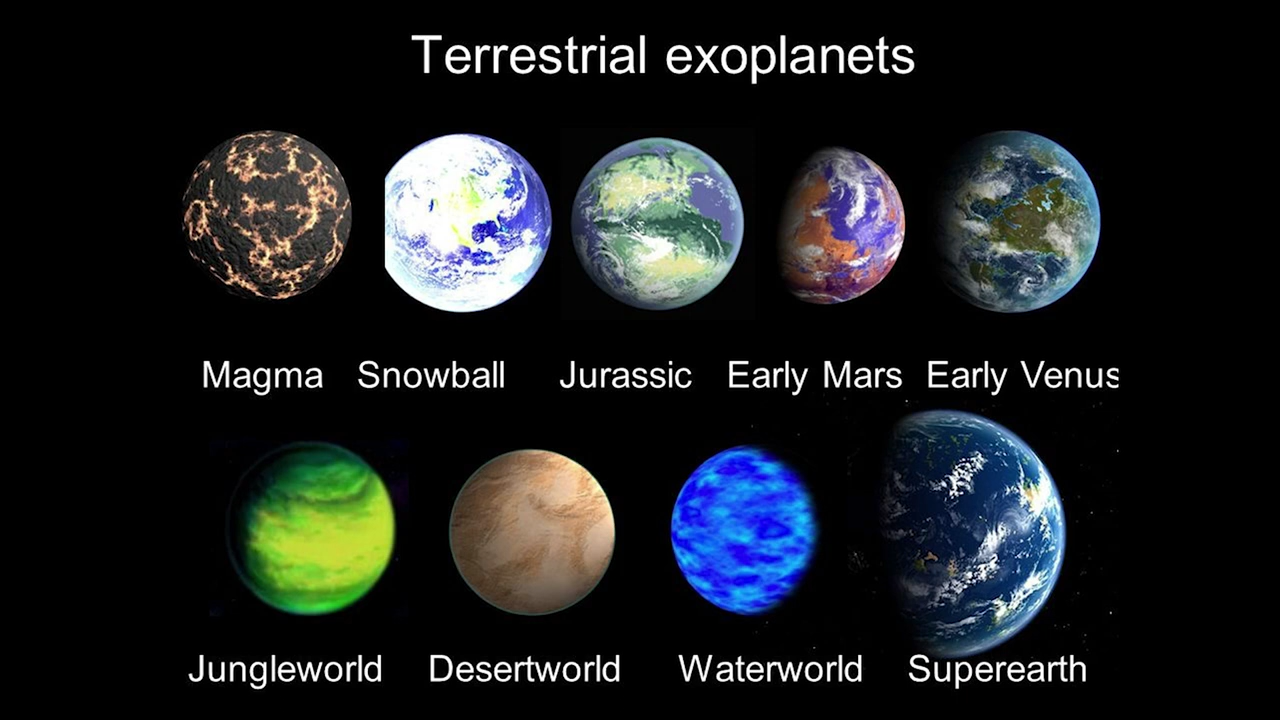 Terrestrial exoplanets
Magma Snowball Jurassic Early Mars Early Venus
Jungleworld Desertworld Waterworld Superearth